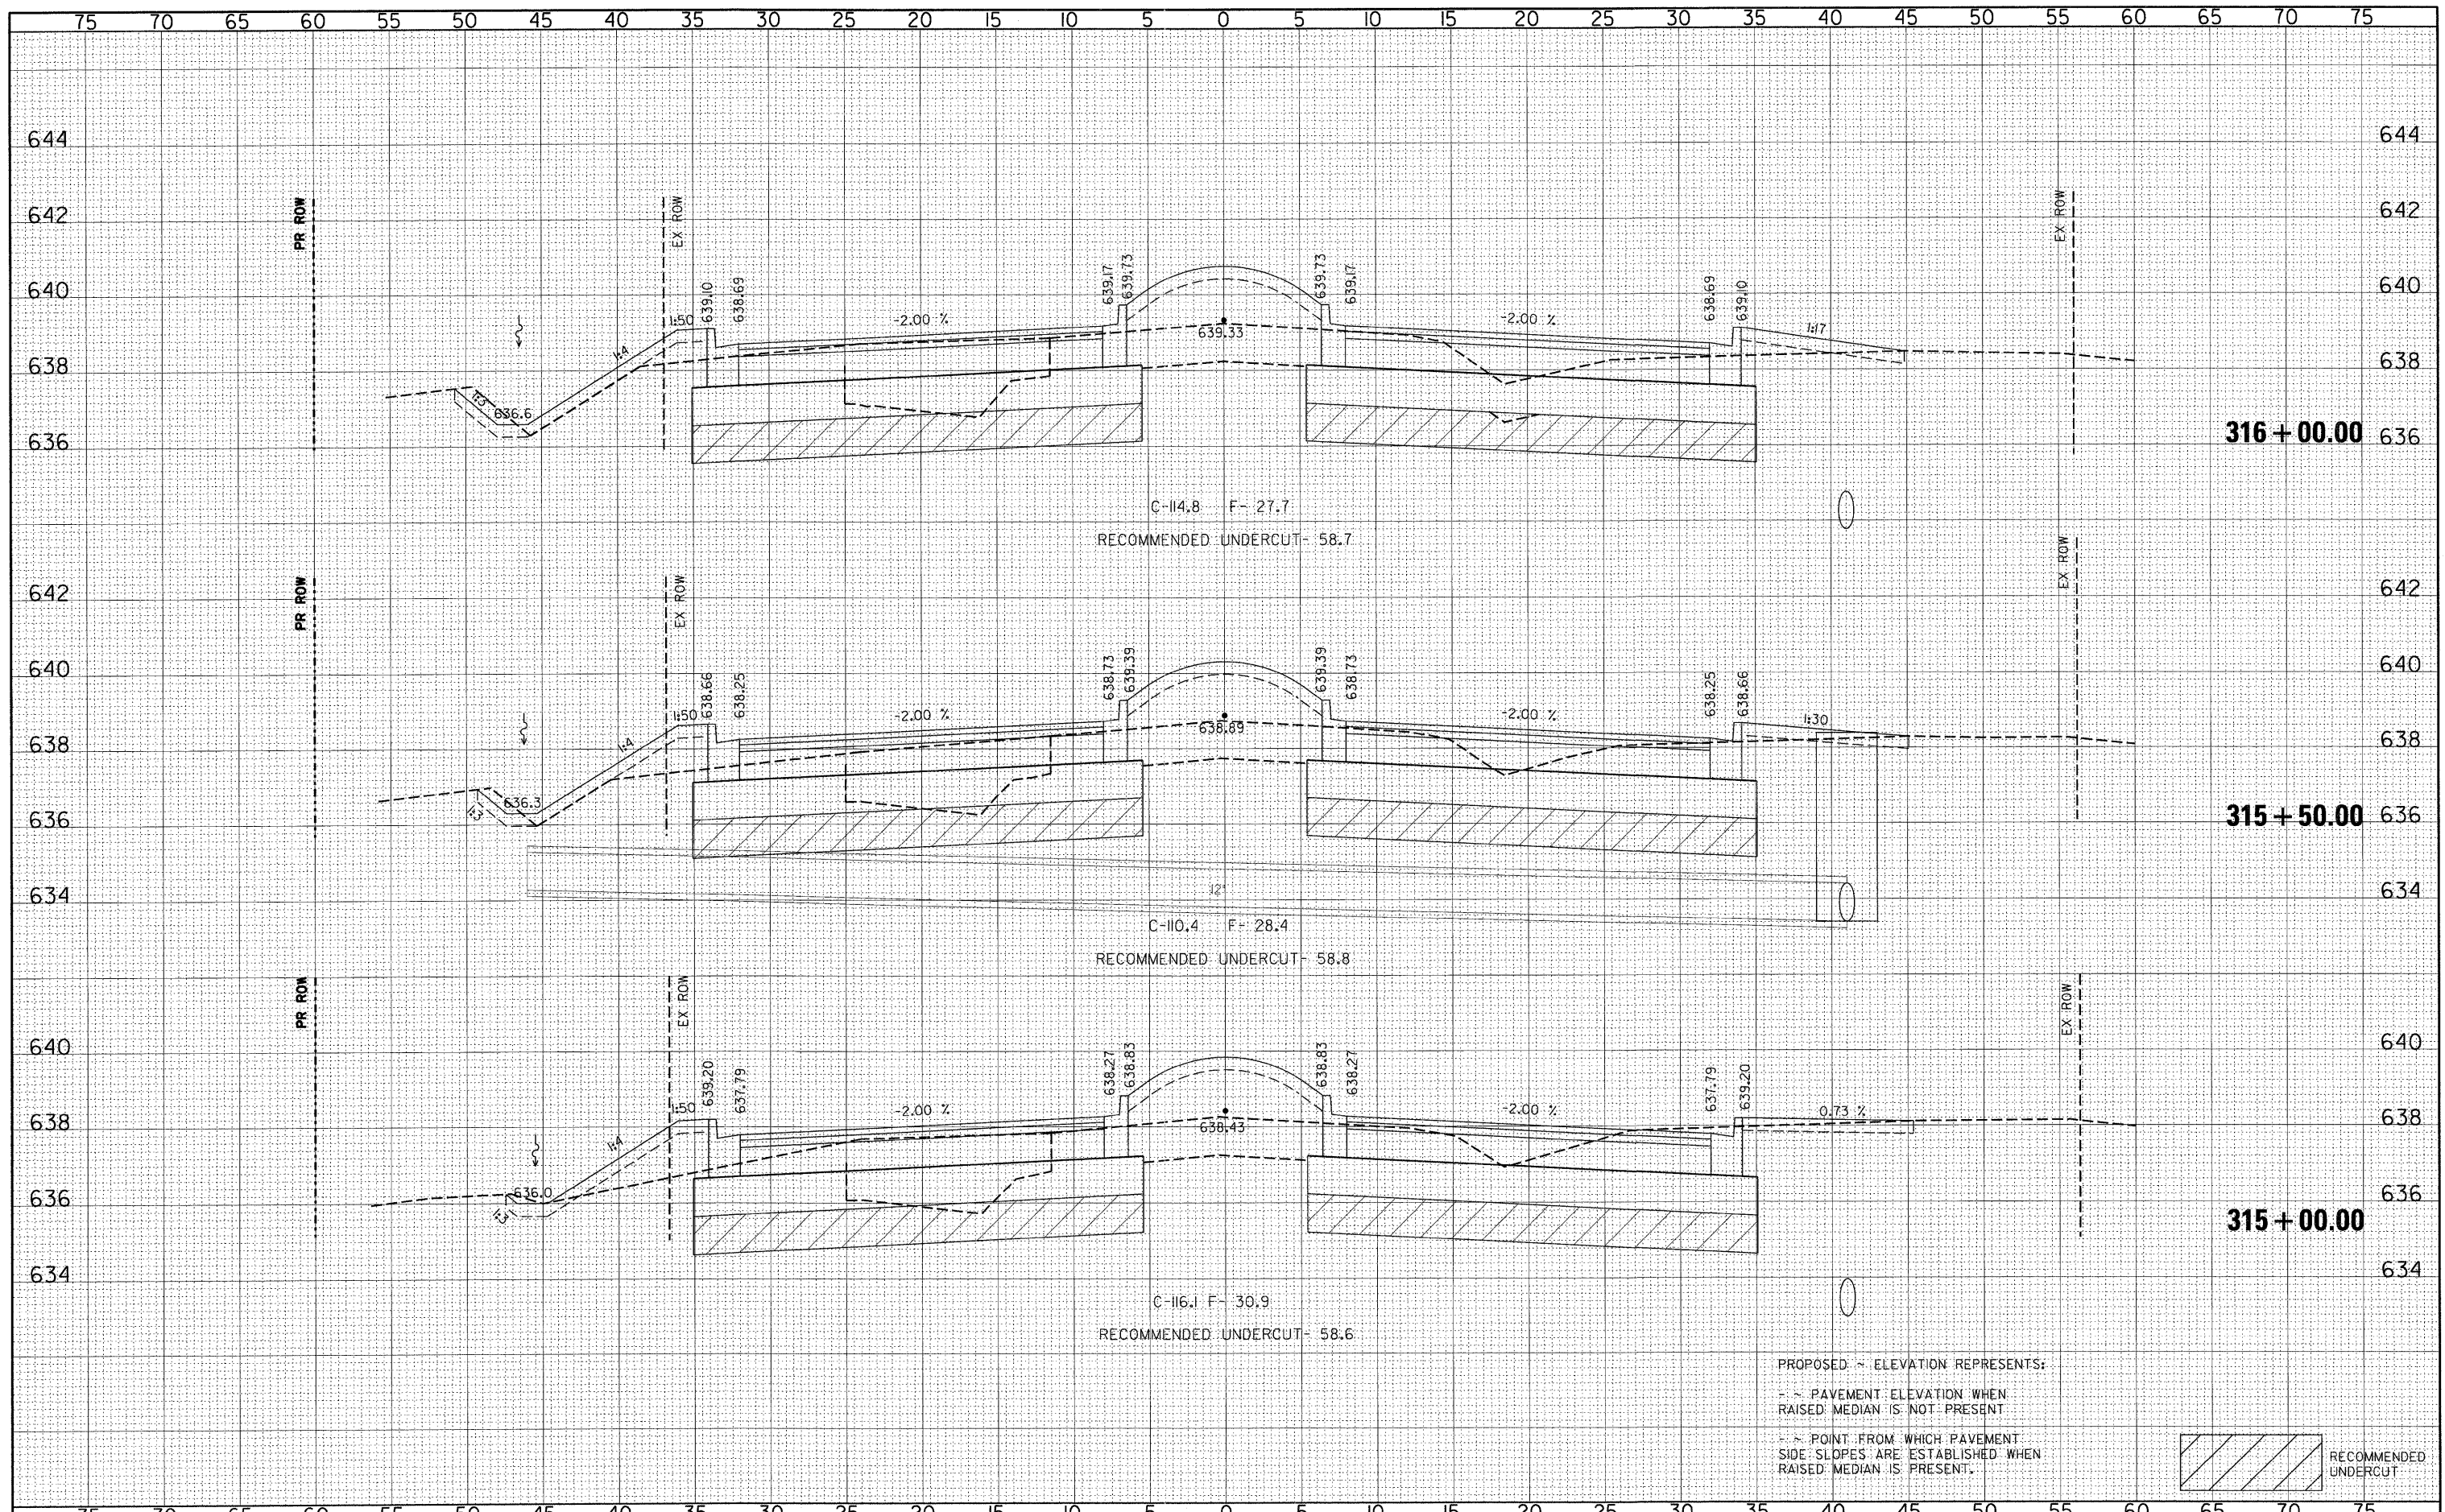 75 70 65 60 55 50 45 40 35 30 25 20 15 10 5 0 5 10 15 20 25 30 35 40 45 50 55 60 65 70 75
644 644
642 642
PR ROW
EX ROW
EX ROW
640 640
639.10
638.69
639.17
639.73
639.73
639.17
638.69
639.10
1:50
-2.00 %
-2.00 %
1:17
639.33
1:4
638 638
1:3
636.6
636 316+00.00 636
C-114.8 F- 27.7
RECOMMENDED UNDERCUT- 58.7
642 642
PR ROW
EX ROW
EX ROW
640 640
638.66
638.25
638.73
639.39
639.39
638.73
638.25
638.66
1:50
-2.00 %
-2.00 %
1:30
638.89
1:4
638 638
636.3
1:3
636 315+50.00 636
634 634
12"
C-110.4 F- 28.4
RECOMMENDED UNDERCUT- 58.8
PR ROW
EX ROW
EX ROW
640 640
639.20
637.79
638.27
638.83
638.83
638.27
637.79
639.20
1:50
-2.00 %
-2.00 %
0.73 %
638.43
1:4
638 638
636.0
1:3
636 315+00.00 636
634 634
C-116.1 F- 30.9
RECOMMENDED UNDERCUT- 58.6
PROPOSED ~ ELEVATION REPRESENTS:
- ~ PAVEMENT ELEVATION WHEN
RAISED MEDIAN IS NOT PRESENT
- ~ POINT FROM WHICH PAVEMENT
SIDE SLOPES ARE ESTABLISHED WHEN
RAISED MEDIAN IS PRESENT.
RECOMMENDED
UNDERCUT
75 70 65 60 55 50 45 40 35 30 25 20 15 10 5 0 5 10 15 20 25 30 35 40 45 50 55 60 65 70 75